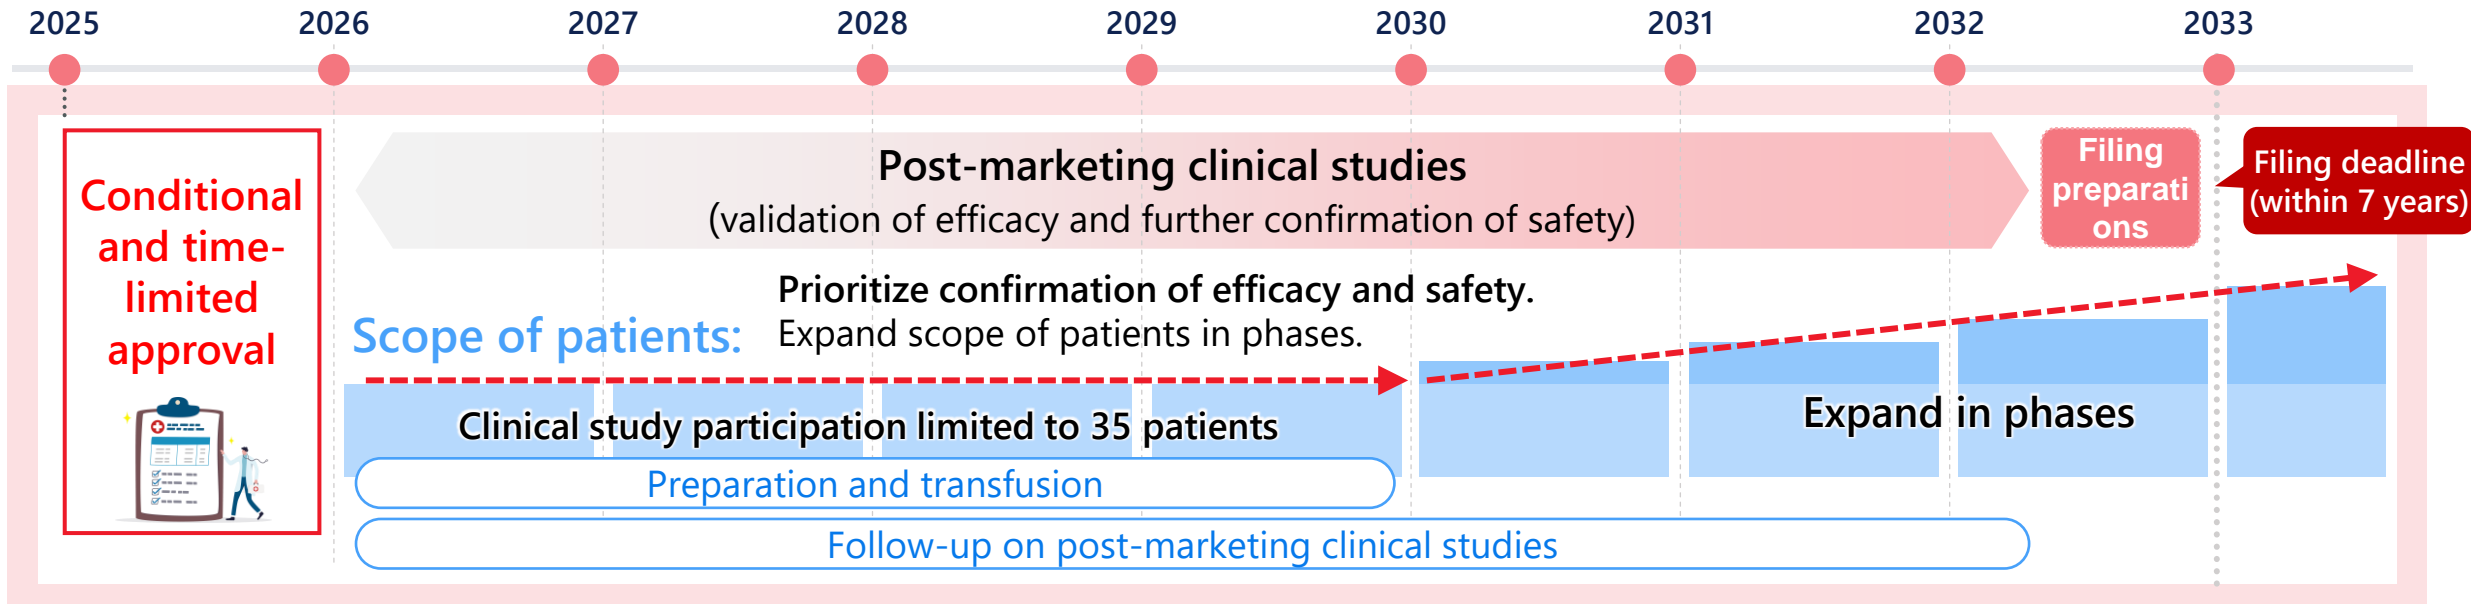 2025 2026 2027 2028 2029 2030 2031 2032 2033
Conditional
and time-
limited
approval
Post-marketing clinical studies
(validation of efficacy and further confirmation of safety)
Filing
preparati
ons
Filing deadline
(within 7 years)
Scope of patients:
Prioritize confirmation of efficacy and safety.
Expand scope of patients in phases.
Clinical study participation limited to 35 patients
Expand in phases
Preparation and transfusion
Follow-up on post-marketing clinical studies